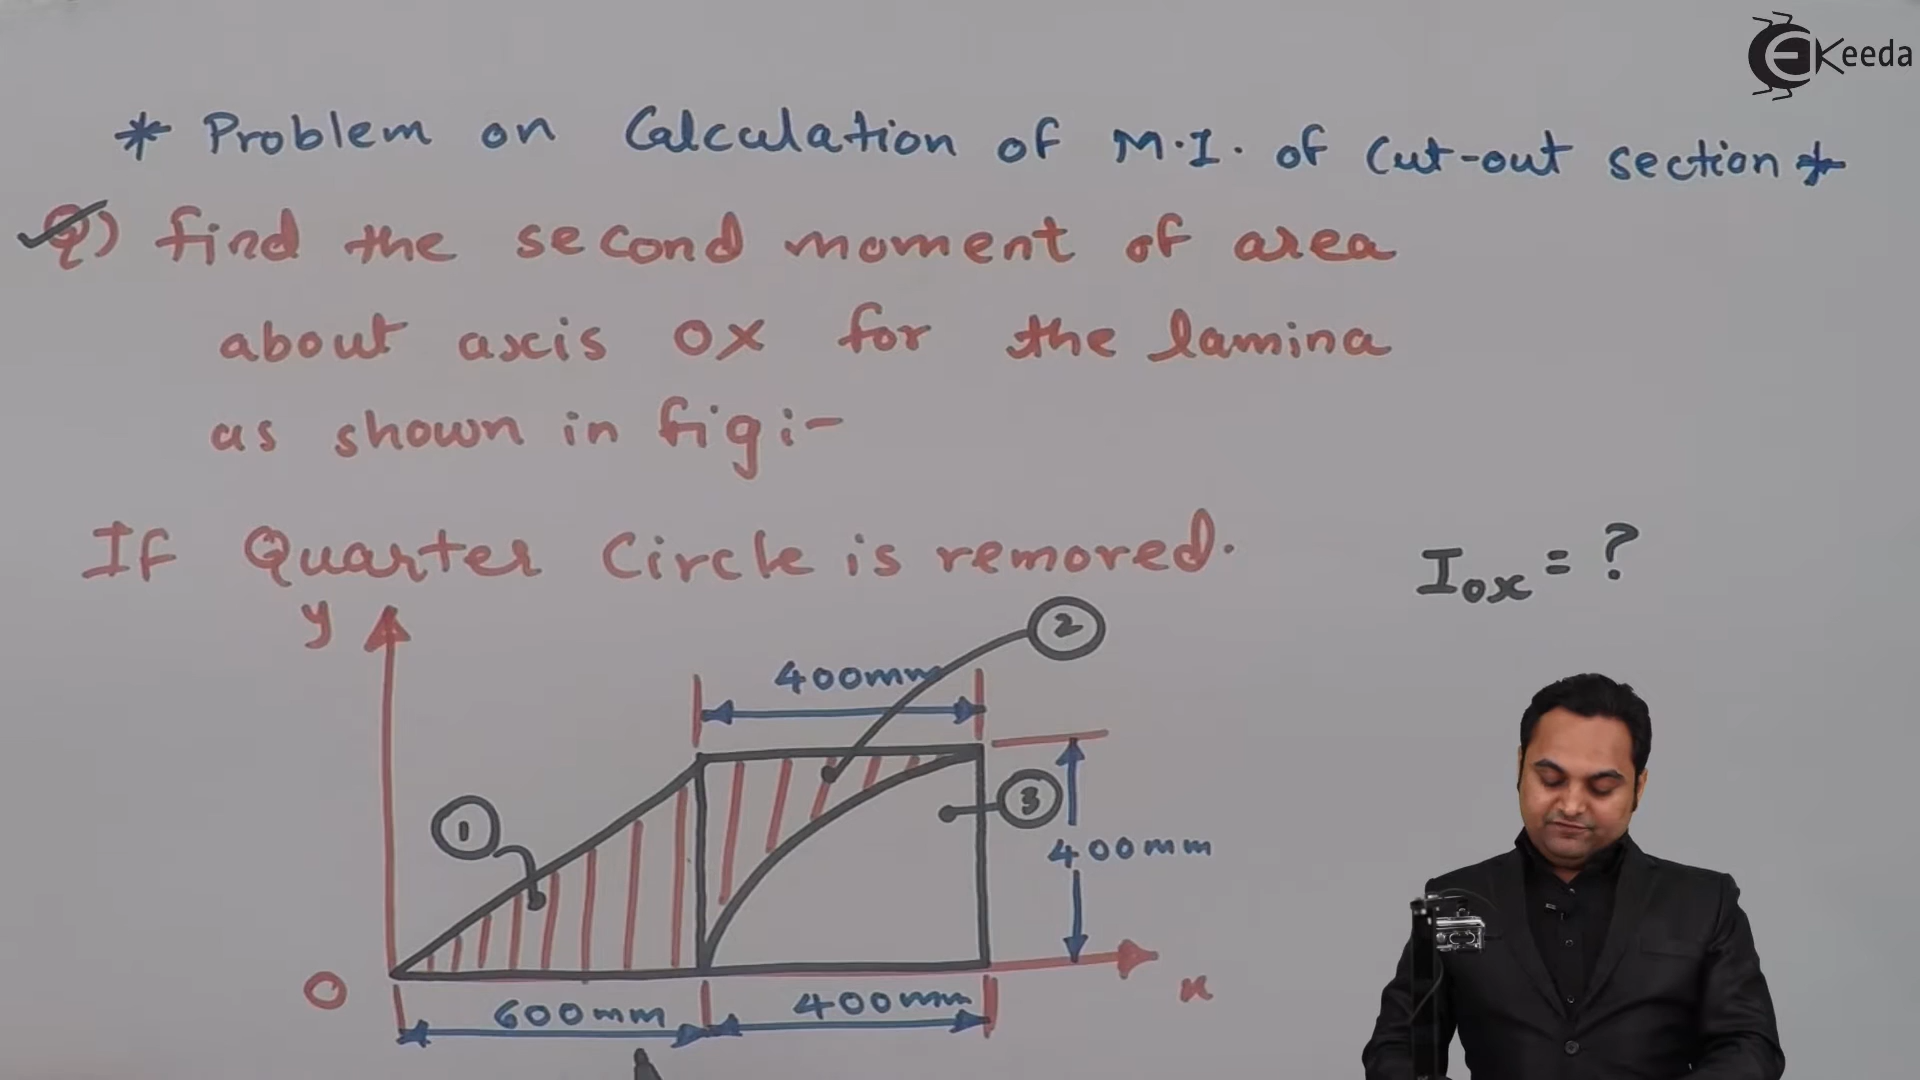 eKeeda
* Problem on Calculation of M.I. of Cut-out section *
Q) find the second moment of area
about axis OX for the lamina
as shown in fig:-
If Quarter Circle is removed.
Iox = ?
y
2
400mm
1
3
400mm
O
x
600mm
400mm